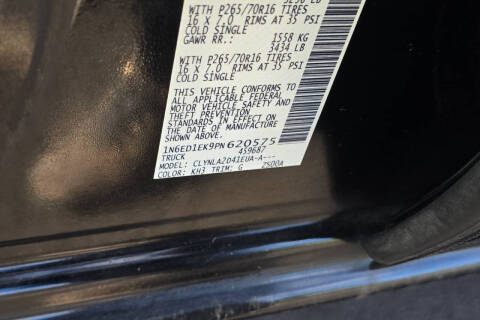 WITH P265/70R16 TIRES
16 X 7.0 RIMS AT 35 PSI
COLD SINGLE
GAWR RR.: 1558 KG
3434 LB
WITH P265/70R16 TIRES
16 X 7.0 RIMS AT 35 PSI
COLD SINGLE
THIS VEHICLE CONFORMS TO
ALL APPLICABLE FEDERAL
MOTOR VEHICLE SAFETY AND
THEFT PREVENTION
STANDARDS IN EFFECT ON
THE DATE OF MANUFACTURE
SHOWN ABOVE.
1N6ED1EK9PN620575
TRUCK 459687
MODEL: CLYNLA2D41EUA-A---
COLOR: KH3 TRIM: G 2500A